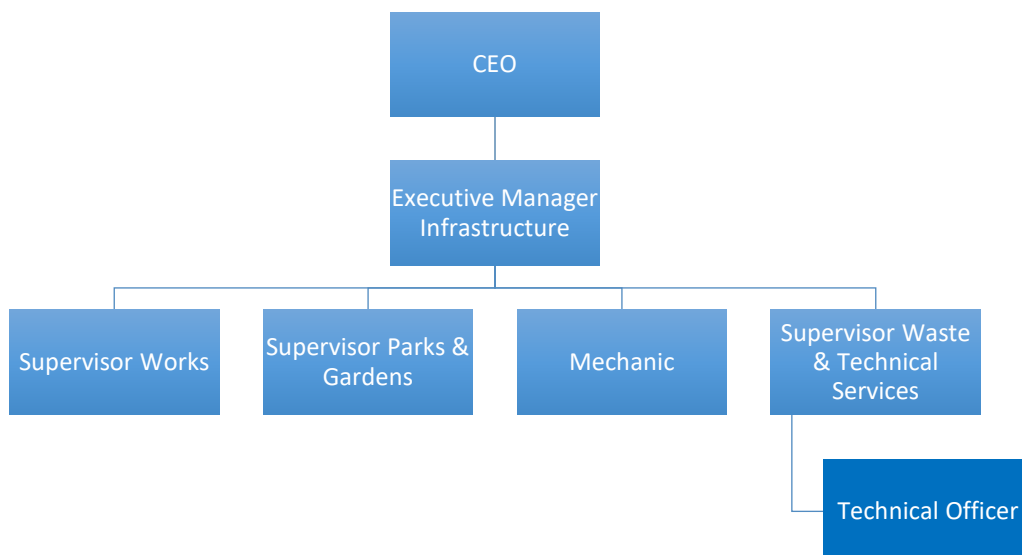 CEO
Executive Manager
Infrastructure
Supervisor Works
Supervisor Parks &
Gardens
Mechanic
Supervisor Waste
& Technical
Services
Technical Officer